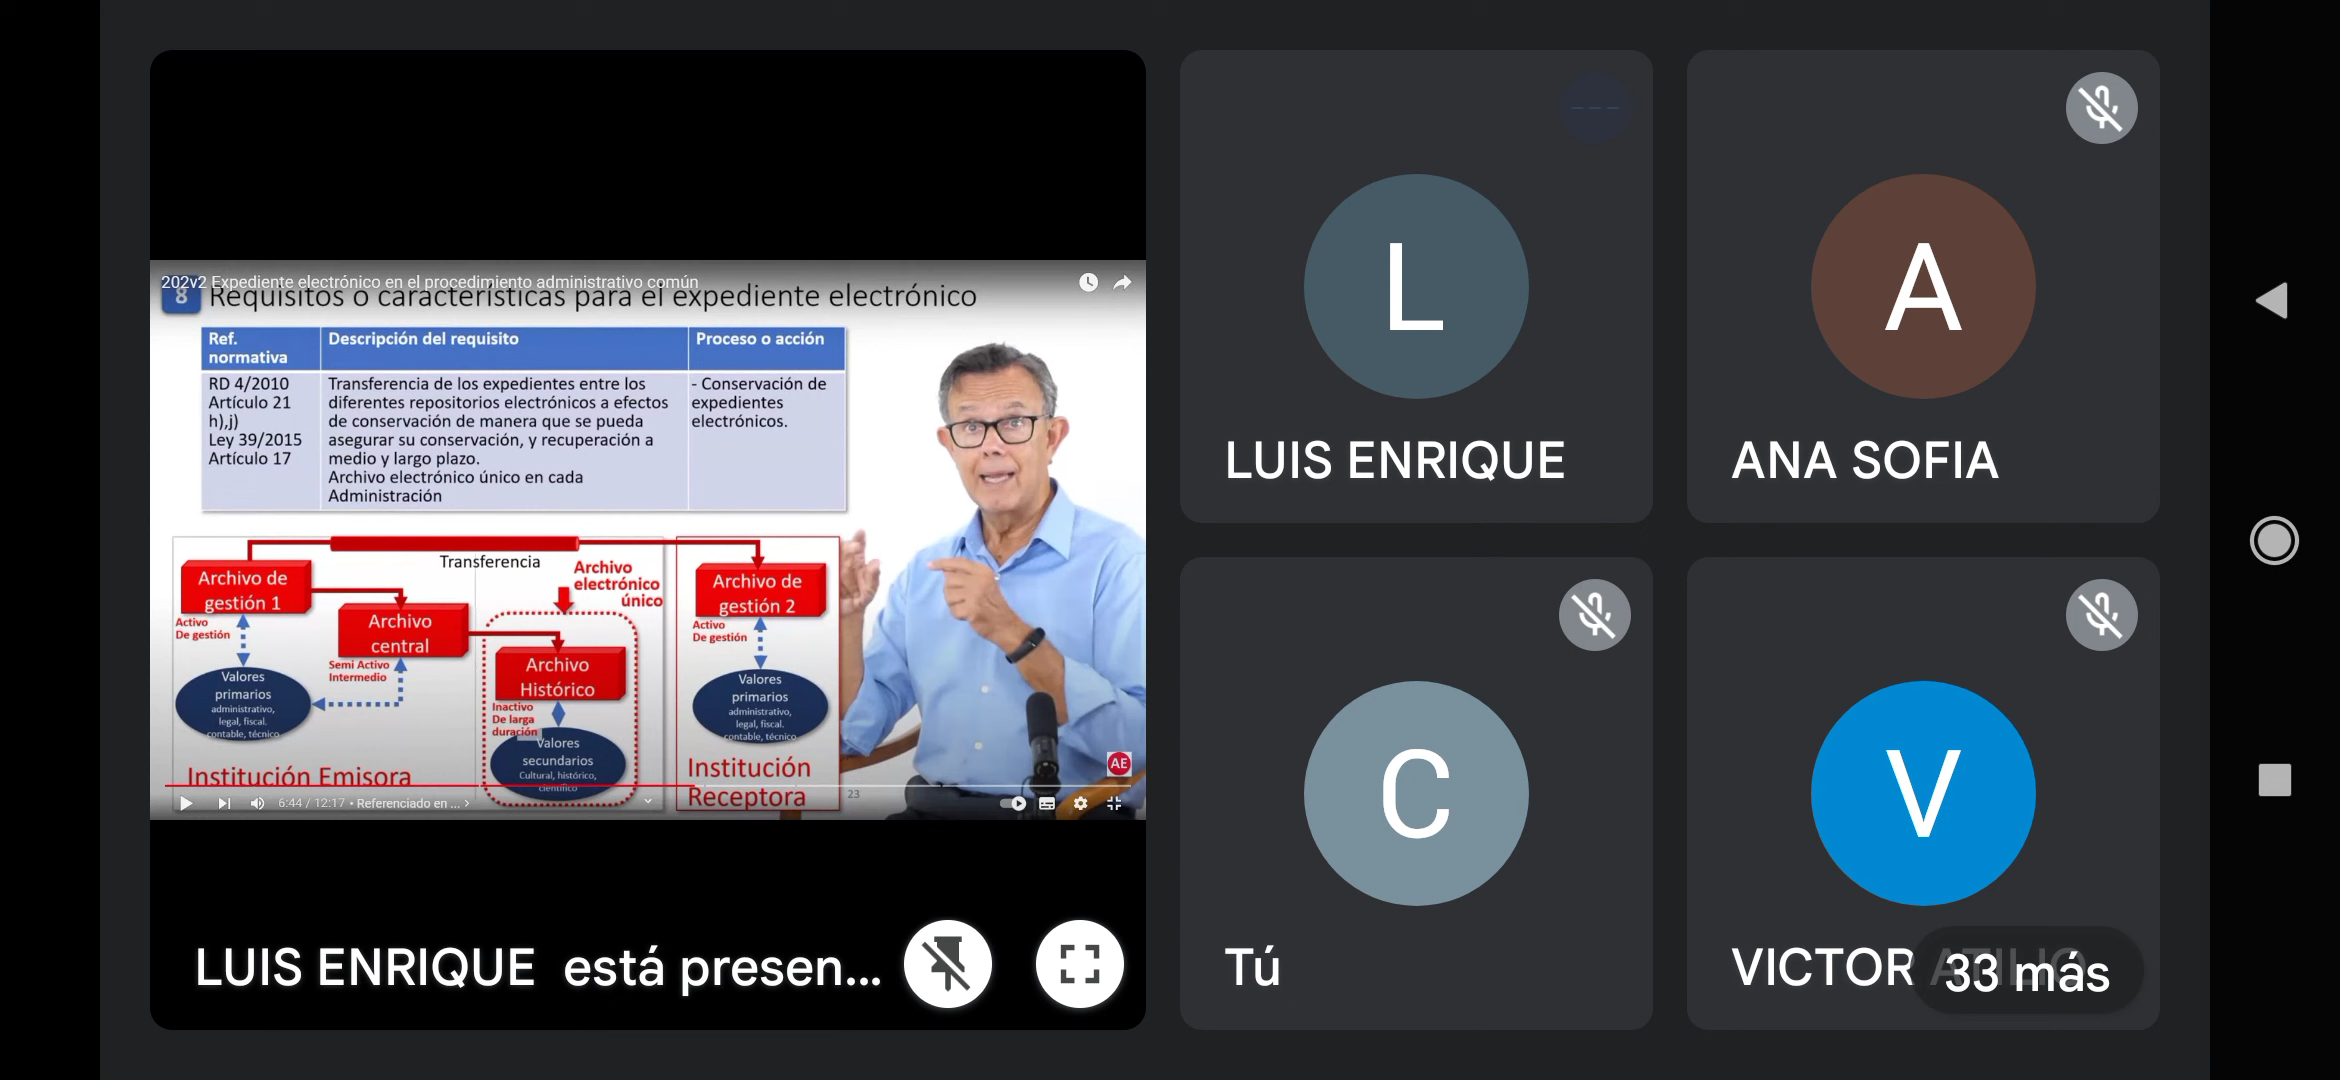 202v2 Expediente electrónico en el procedimiento administrativo común
8 Requisitos o características para el expediente electrónico
Ref. normativa
Descripción del requisito
Proceso o acción
RD 4/2010
Artículo 21
h),j)
Ley 39/2015
Artículo 17
Transferencia de los expedientes entre los
diferentes repositorios electrónicos a efectos
de conservación de manera que se pueda
asegurar su conservación, y recuperación a
medio y largo plazo.
Archivo electrónico único en cada
Administración
- Conservación de
expedientes
electrónicos.
Transferencia
Archivo de
gestión 1
Activo
De gestión
Valores
primarios
administrativo,
legal, fiscal.
contable, técnico
Archivo
central
Semi Activo
Intermedio
Archivo
electrónico
único
Archivo
Histórico
Inactivo
De larga
duración
Valores
secundarios
Cultural, histórico,
científico
Institución Emisora
Archivo de
gestión 2
Activo
De gestión
Valores
primarios
administrativo,
legal, fiscal.
contable, técnico
Institución
Receptora
23
AE
6:44 / 12:17 • Referenciado en ...
LUIS ENRIQUE está presen...
LUIS ENRIQUE
ANA SOFIA
Tú
VICTOR ATILIO
33 más
L
A
C
V